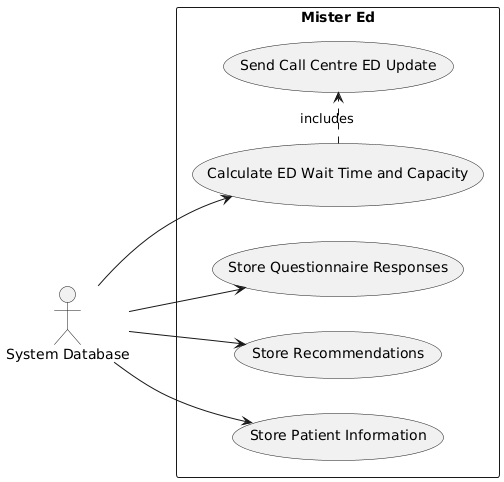 Mister Ed
Send Call Centre ED Update
includes
Calculate ED Wait Time and Capacity
Store Questionnaire Responses
System Database
Store Recommendations
Store Patient Information